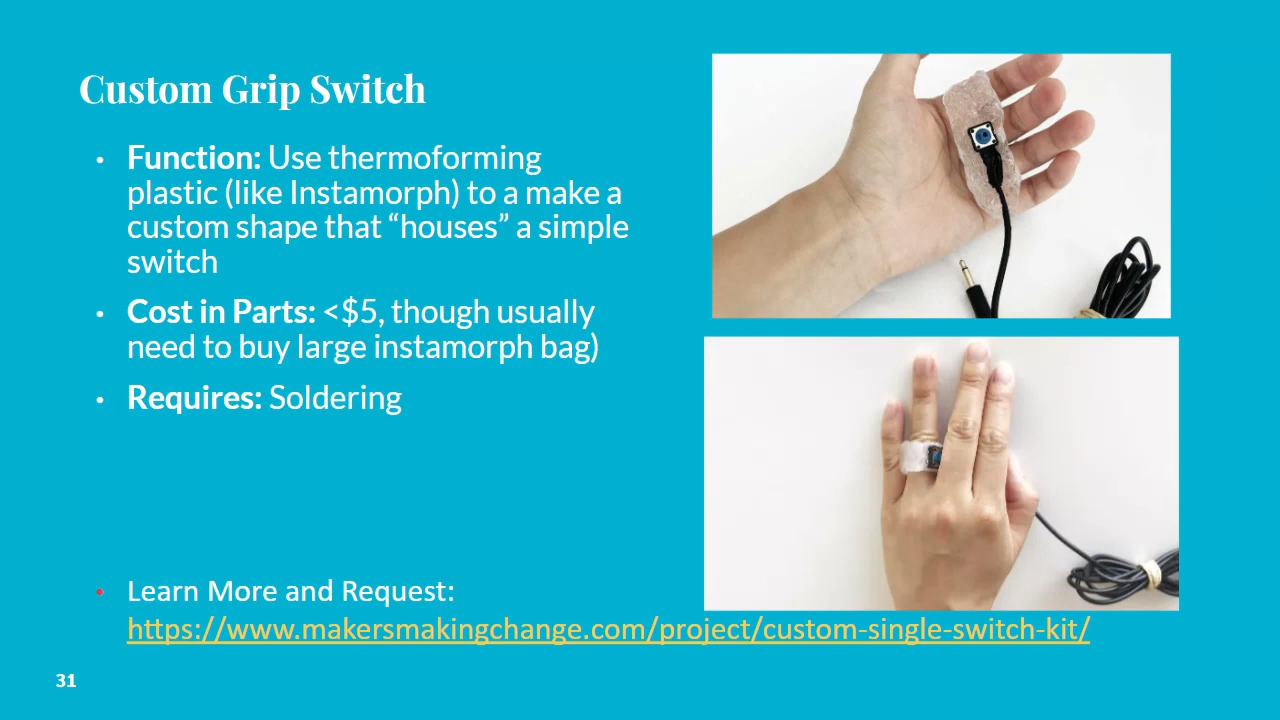 Custom Grip Switch
• Function: Use thermoforming
plastic (like Instamorph) to a make a
custom shape that “houses” a simple
switch
• Cost in Parts: <$5, though usually
need to buy large instamorph bag)
• Requires: Soldering
• Learn More and Request:
https://www.makersmakingchange.com/project/custom-single-switch-kit/
31